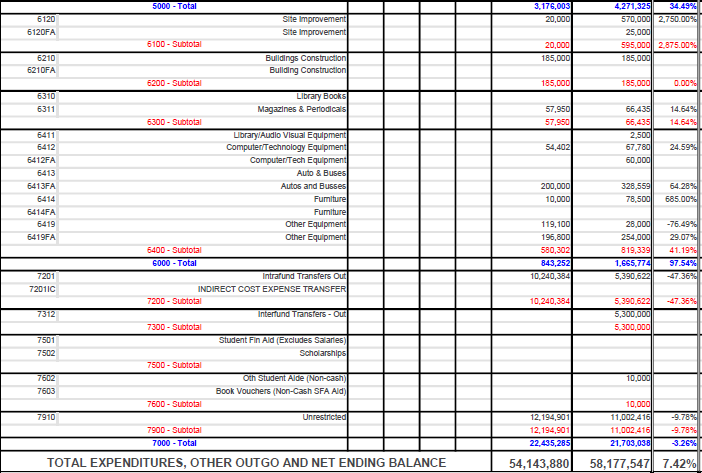 5000 - Total 3,176,003 4,271,325 34.49%
6120 Site Improvement 20,000 570,000 2,750.00%
6120FA Site Improvement 25,000
6100 - Subtotal 20,000 595,000 2,875.00%
6210 Buildings Construction 185,000 185,000
6210FA Building Construction
6200 - Subtotal 185,000 185,000 0.00%
6310 Library Books
6311 Magazines & Periodicals 57,950 66,435 14.64%
6300 - Subtotal 57,950 66,435 14.64%
6411 Library/Audio Visual Equipment 2,500
6412 Computer/Technology Equipment 54,402 67,780 24.59%
6412FA Computer/Tech Equipment 60,000
6413 Auto & Buses
6413FA Autos and Busses 200,000 328,559 64.28%
6414 Furniture 10,000 78,500 685.00%
6414FA Furniture
6419 Other Equipment 119,100 28,000 -76.49%
6419FA Other Equipment 196,800 254,000 29.07%
6400 - Subtotal 580,302 819,339 41.19%
6000 - Total 843,252 1,665,774 97.54%
7201 Intrafund Transfers Out 10,240,384 5,390,622 -47.36%
7201IC INDIRECT COST EXPENSE TRANSFER
7200 - Subtotal 10,240,384 5,390,622 -47.36%
7312 Interfund Transfers - Out 5,300,000
7300 - Subtotal 5,300,000
7501 Student Fin Aid (Excludes Salaries)
7502 Scholarships
7500 - Subtotal
7602 Oth Student Aide (Non-cash) 10,000
7603 Book Vouchers (Non-Cash SFA Aid)
7600 - Subtotal 10,000
7910 Unrestricted 12,194,901 11,002,416 -9.78%
7900 - Subtotal 12,194,901 11,002,416 -9.78%
7000 - Total 22,435,285 21,703,038 -3.26%
TOTAL EXPENDITURES, OTHER OUTGO AND NET ENDING BALANCE 54,143,880 58,177,547 7.42%